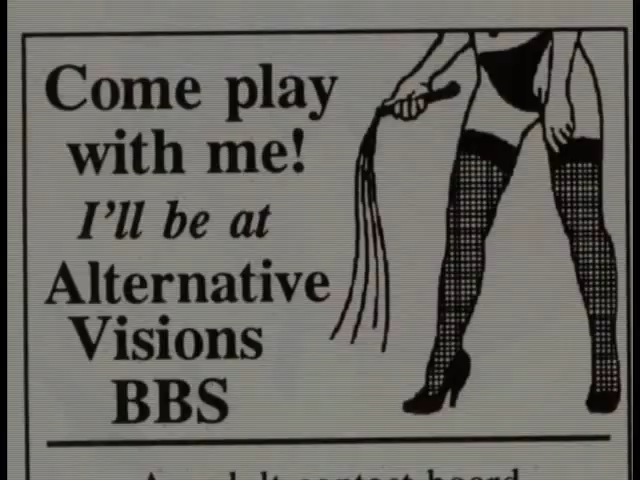 Come play
with me!
I'll be at
Alternative
Visions
BBS